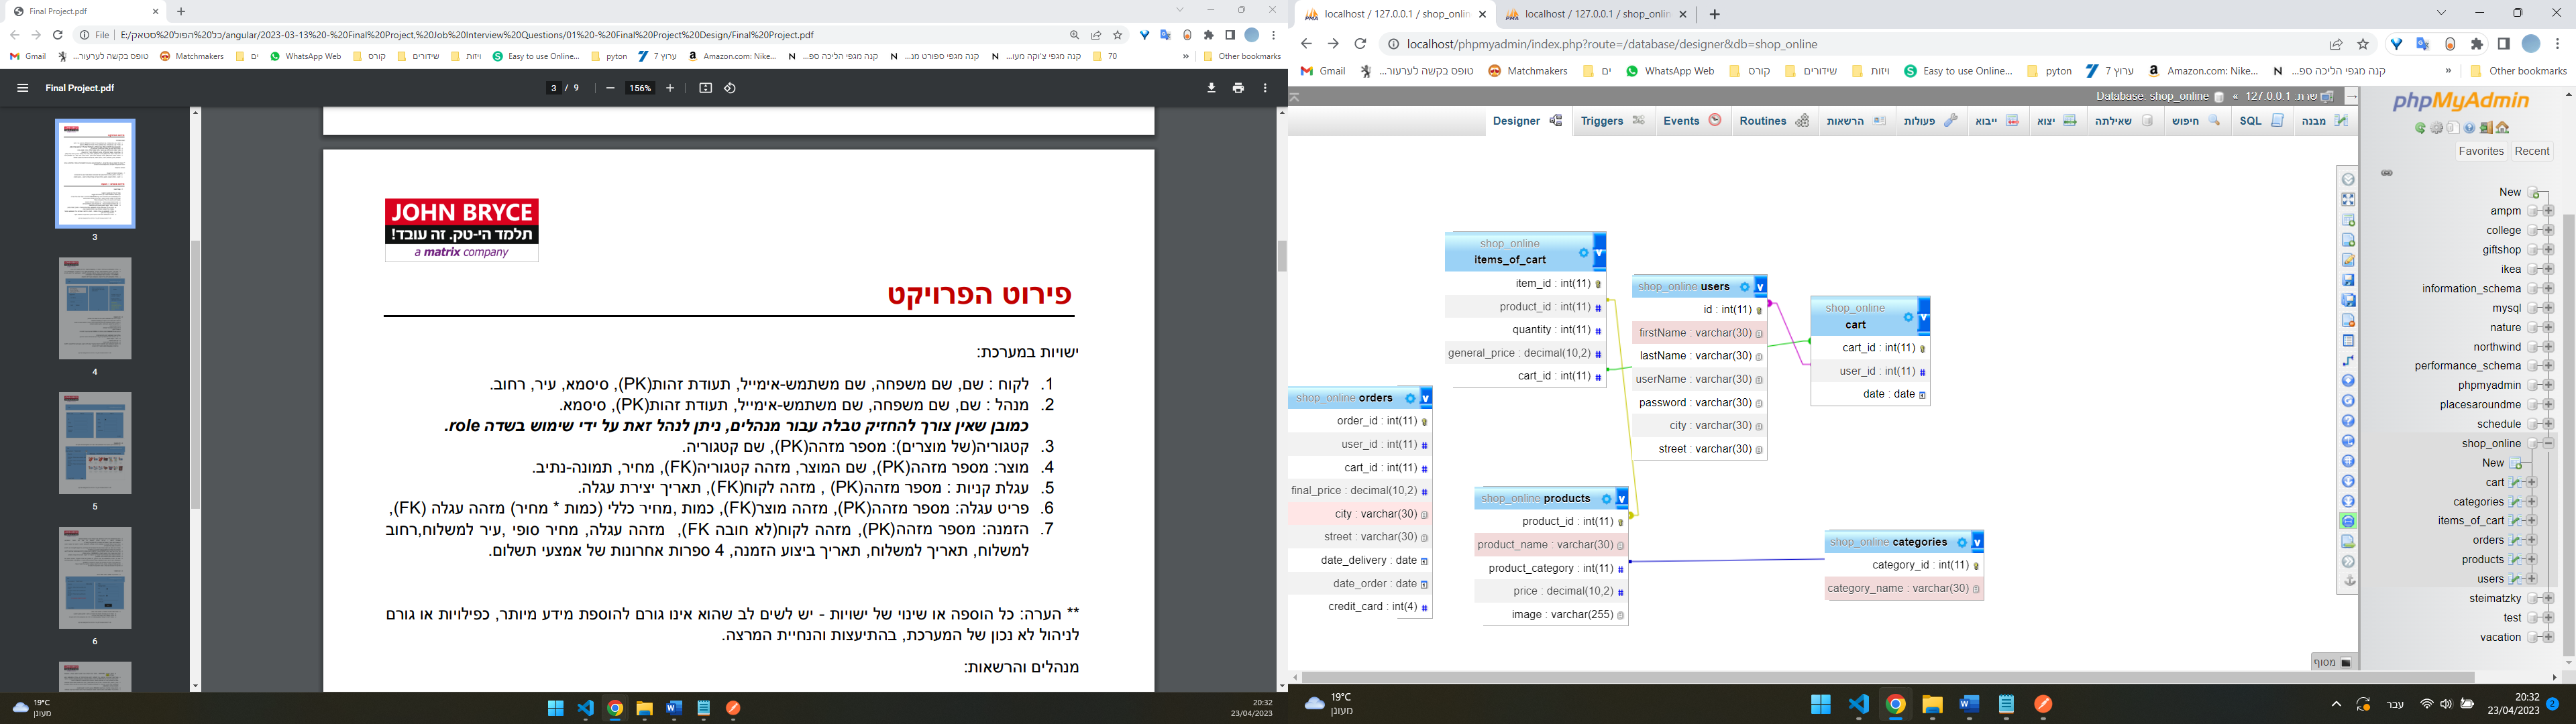 Final Project.pdf
File | E:/כל%20הפול%20סטאק/angular/2023-03-13%20-%20Final%20Project,%20Job%20Interview%20Questions/01%20-%20Final%20Project%20Design/Final%20Project.pdf
Gmail
טופס בקשה לערעור...
Matchmakers
ים
WhatsApp Web
קורס
שידורים
ויזות
Easy to use Online...
pyton
ערוץ 7
Amazon.com: Nike...
קנה מגפי הליכה ספ...
קנה מגפי ספורט מנ...
קנה מגפי צ'וקה מעו...
70
»
Other bookmarks
Final Project.pdf
3 / 9
156%
3
4
5
6
JOHN BRYCE
תלמד היי-טק. זה עובד!
a matrix company
פירוט הפרויקט
ישויות במערכת:
1. לקוח : שם, שם משפחה, שם משתמש-אימייל, תעודת זהות(PK), סיסמא, עיר, רחוב.
2. מנהל : שם, שם משפחה, שם משתמש-אימייל, תעודת זהות(PK), סיסמא.
כמובן שאין צורך להחזיק טבלה עבור מנהלים, ניתן לנהל זאת על ידי שימוש בשדה role.
3. קטגוריה(של מוצרים): מספר מזהה(PK), שם קטגוריה.
4. מוצר: מספר מזהה(PK), שם המוצר, מזהה קטגוריה(FK), מחיר, תמונה-נתיב.
5. עגלת קניות : מספר מזהה(PK) , מזהה לקוח(FK), תאריך יצירת עגלה.
6. פריט עגלה: מספר מזהה(PK), מזהה מוצר(FK), כמות ,מחיר כללי (כמות * מחיר) מזהה עגלה (FK),
7. הזמנה: מספר מזהה(PK), מזהה לקוח(לא חובה FK), מזהה עגלה, מחיר סופי ,עיר למשלוח,רחוב
למשלוח, תאריך למשלוח, תאריך ביצוע הזמנה, 4 ספרות אחרונות של אמצעי תשלום.
** הערה: כל הוספה או שינוי של ישויות - יש לשים לב שהוא אינו גורם להוספת מידע מיותר, כפילויות או גורם
לניהול לא נכון של המערכת, בהתיעצות והנחיית המרצה.
מנהלים והרשאות:
19°C
מעונן
20:32
23/04/2023
localhost / 127.0.0.1 / shop_onlin
localhost / 127.0.0.1 / shop_onlin
localhost/phpmyadmin/index.php?route=/database/designer&db=shop_online
Gmail
טופס בקשה לערעור...
Matchmakers
ים
WhatsApp Web
קורס
שידורים
ויזות
Easy to use Online...
pyton
ערוץ 7
Amazon.com: Nike...
קנה מגפי הליכה ספ...
»
Other bookmarks
שרת: 127.0.0.1 » Database: shop_online
מבנה
SQL
חיפוש
שאילתה
יצוא
ייבוא
פעולות
הרשאות
Routines
Events
Triggers
Designer
shop_online
items_of_cart
item_id : int(11)
product_id : int(11)
quantity : int(11)
general_price : decimal(10,2)
cart_id : int(11)
shop_online users
id : int(11)
firstName : varchar(30)
lastName : varchar(30)
userName : varchar(30)
password : varchar(30)
city : varchar(30)
street : varchar(30)
shop_online
cart
cart_id : int(11)
user_id : int(11)
date : date
shop_online orders
order_id : int(11)
user_id : int(11)
cart_id : int(11)
final_price : decimal(10,2)
city : varchar(30)
street : varchar(30)
date_delivery : date
date_order : date
credit_card : int(4)
shop_online products
product_id : int(11)
product_name : varchar(30)
product_category : int(11)
price : decimal(10,2)
image : varchar(255)
shop_online categories
category_id : int(11)
category_name : varchar(30)
מסוף
phpMyAdmin
Favorites
Recent
New
ampm
college
giftshop
ikea
information_schema
mysql
nature
northwind
performance_schema
phpmyadmin
placesaroundme
schedule
shop_online
New
cart
categories
items_of_cart
orders
products
users
steimatzky
test
vacation
19°C
מעונן
עבר
20:32
23/04/2023
2